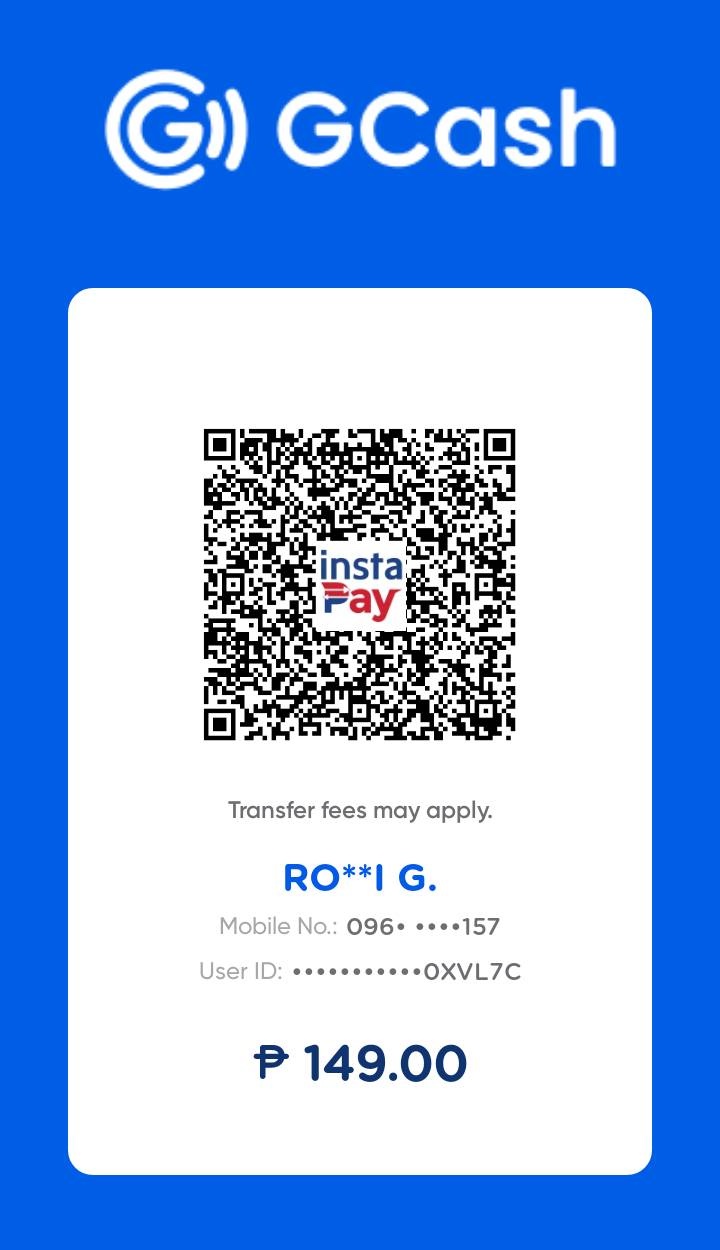 GCash
insta
Pay
Transfer fees may apply.
RO**I G.
Mobile No.: 096• ••••157
User ID: •••••••••••0XVL7C
₱ 149.00